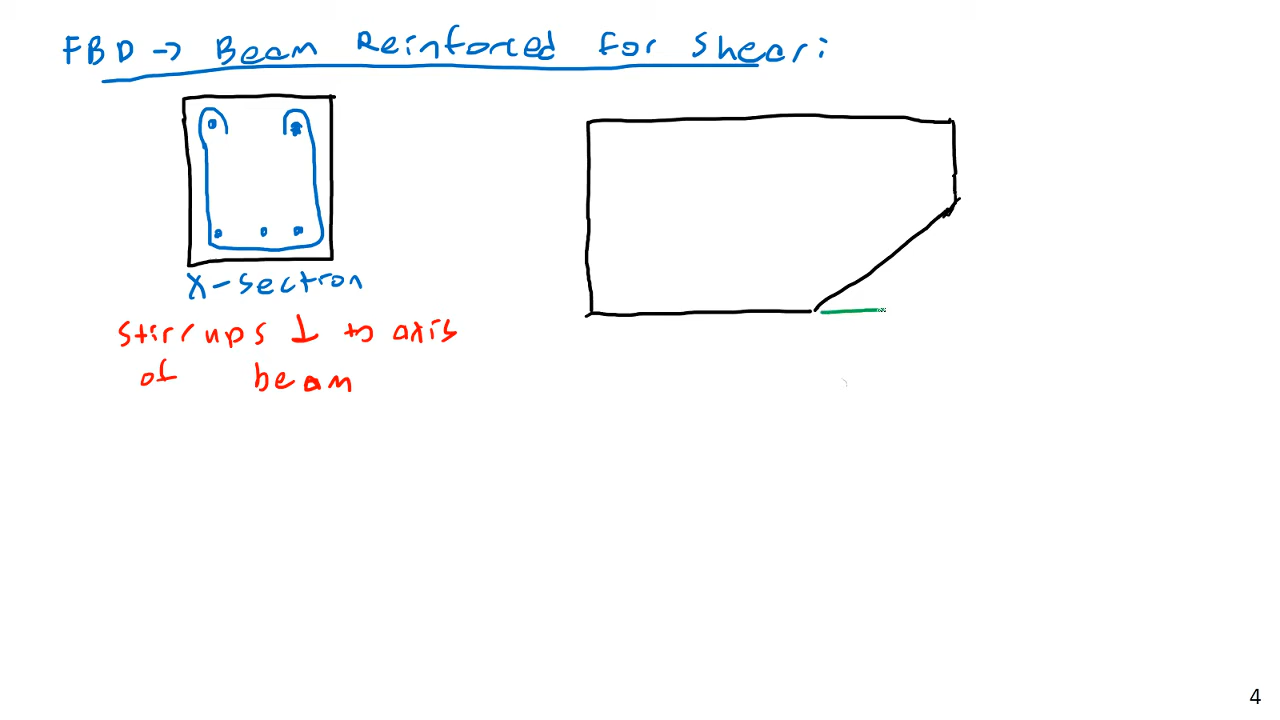 FBD → Beam Reinforced for Shear:
X-section
Stirrups ⊥ to axis
of beam
4